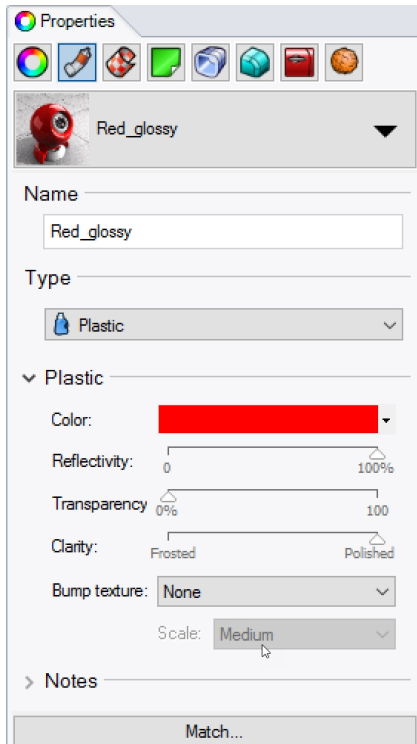 Properties
Red_glossy
Name
Red_glossy
Type
Plastic
Plastic
Color:
Reflectivity: 0 100%
Transparency 0% 100
Clarity: Frosted Polished
Bump texture: None
Scale: Medium
Notes
Match...